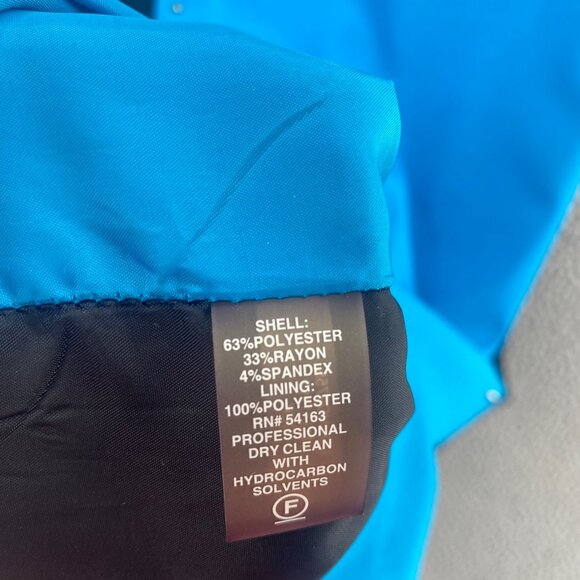 SHELL:
63%POLYESTER
33%RAYON
4%SPANDEX
LINING:
100%POLYESTER
RN# 54163
PROFESSIONAL
DRY CLEAN
WITH
HYDROCARBON
SOLVENTS
F